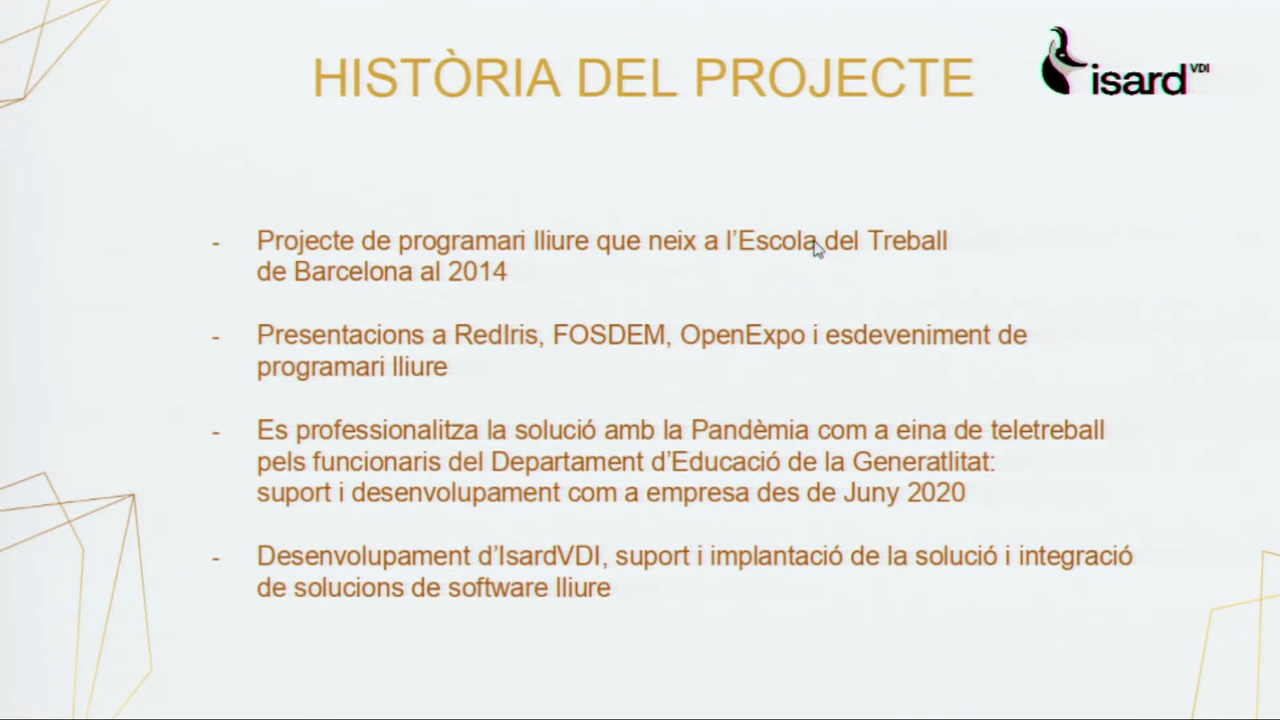 HISTÒRIA DEL PROJECTE
isard VDI
- Projecte de programari lliure que neix a l’Escola del Treball
de Barcelona al 2014
- Presentacions a RedIris, FOSDEM, OpenExpo i esdeveniment de
programari lliure
- Es professionalitza la solució amb la Pandèmia com a eina de teletreball
pels funcionaris del Departament d’Educació de la Generatlitat:
suport i desenvolupament com a empresa des de Juny 2020
- Desenvolupament d’IsardVDI, suport i implantació de la solució i integració
de solucions de software lliure